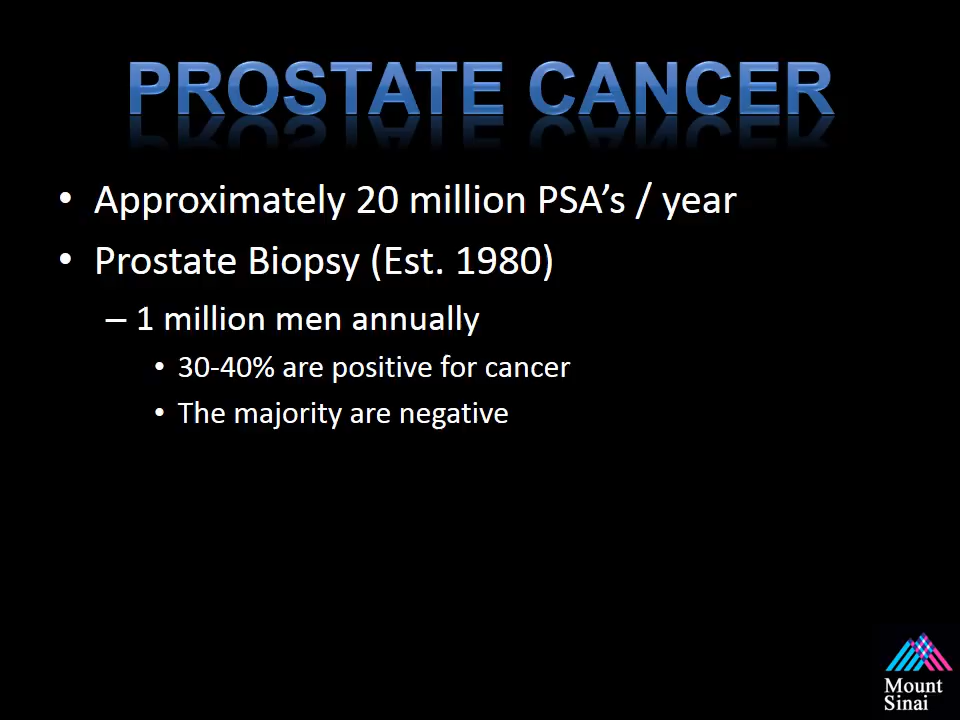 PROSTATE CANCER
• Approximately 20 million PSA’s / year
• Prostate Biopsy (Est. 1980)
– 1 million men annually
• 30-40% are positive for cancer
• The majority are negative
Mount
Sinai